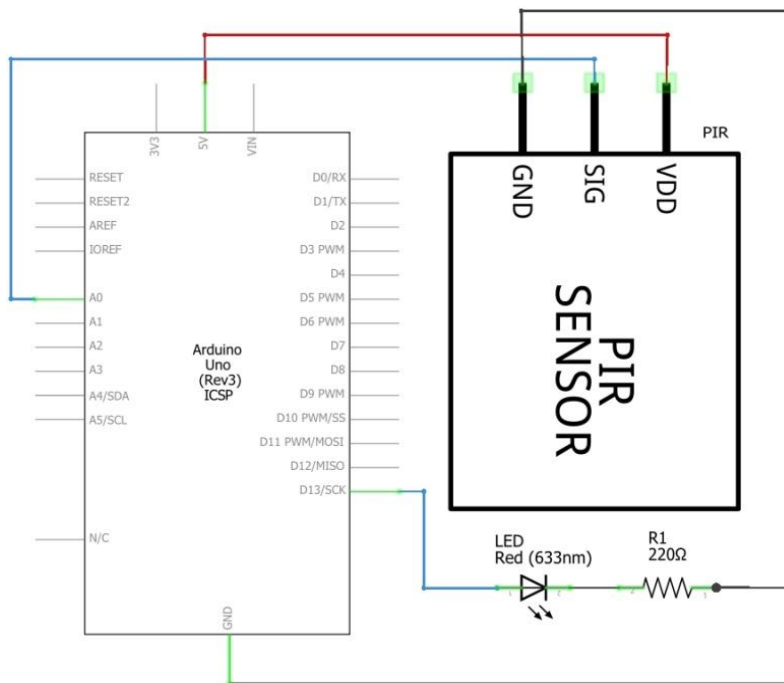 3V3
5V
VIN
RESET
RESET2
AREF
IOREF
A0
A1
A2
A3
A4/SDA
A5/SCL
N/C
Arduino
Uno
(Rev3)
ICSP
D0/RX
D1/TX
D2
D3 PWM
D4
D5 PWM
D6 PWM
D7
D8
D9 PWM
D10 PWM/SS
D11 PWM/MOSI
D12/MISO
D13/SCK
GND
PIR
GND
SIG
VDD
PIR
SENSOR
LED
Red (633nm)
R1
220Ω